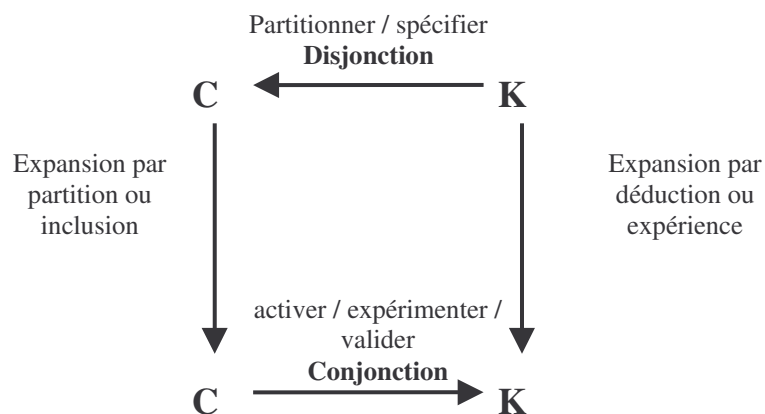 Partitionner / spécifier
Disjonction
C K
Expansion par
partition ou
inclusion
Expansion par
déduction ou
expérience
activer / expérimenter /
valider
Conjonction
C K